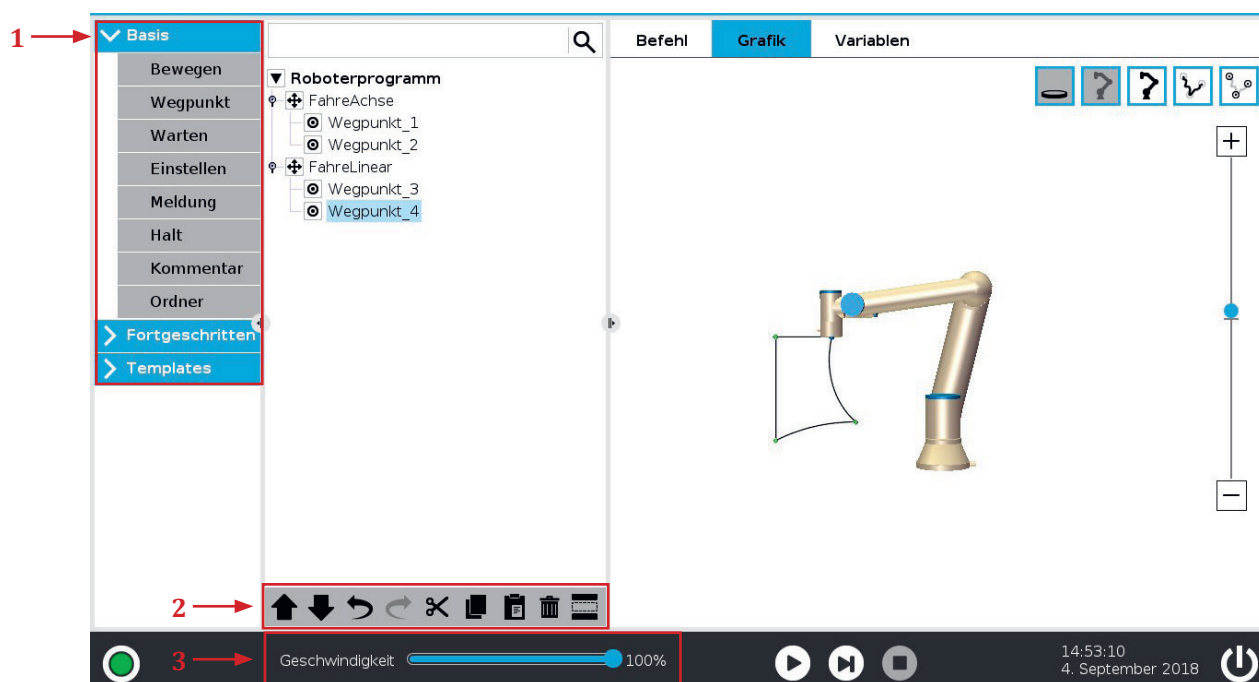 1
Basis
Bewegen
Wegpunkt
Warten
Einstellen
Meldung
Halt
Kommentar
Ordner
Fortgeschritten
Templates
Roboterprogramm
FahreAchse
Wegpunkt_1
Wegpunkt_2
FahreLinear
Wegpunkt_3
Wegpunkt_4
2
Befehl Grafik Variablen
3
Geschwindigkeit 100%
14:53:10
4. September 2018